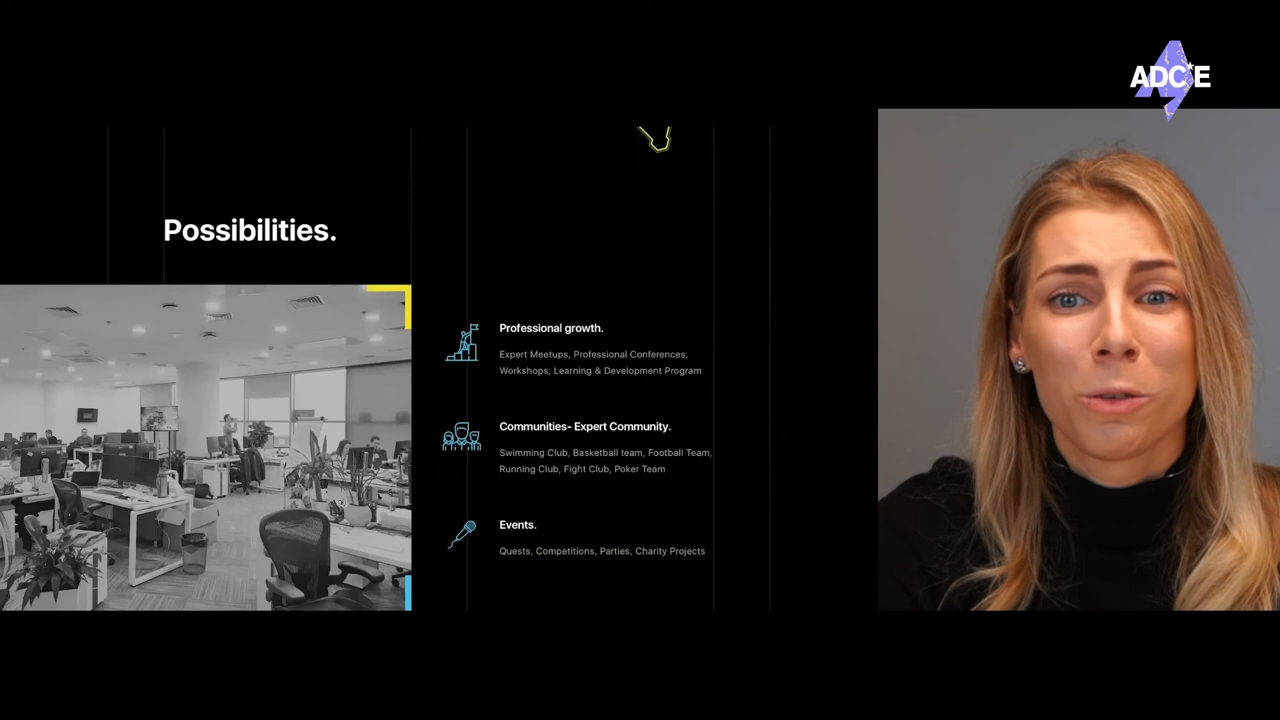 ADC*E
Possibilities.
Professional growth.
Expert Meetups, Professional Conferences,
Workshops, Learning & Development Program
Communities- Expert Community.
Swimming Club, Basketball team, Football Team,
Running Club, Fight Club, Poker Team
Events.
Quests, Competitions, Parties, Charity Projects